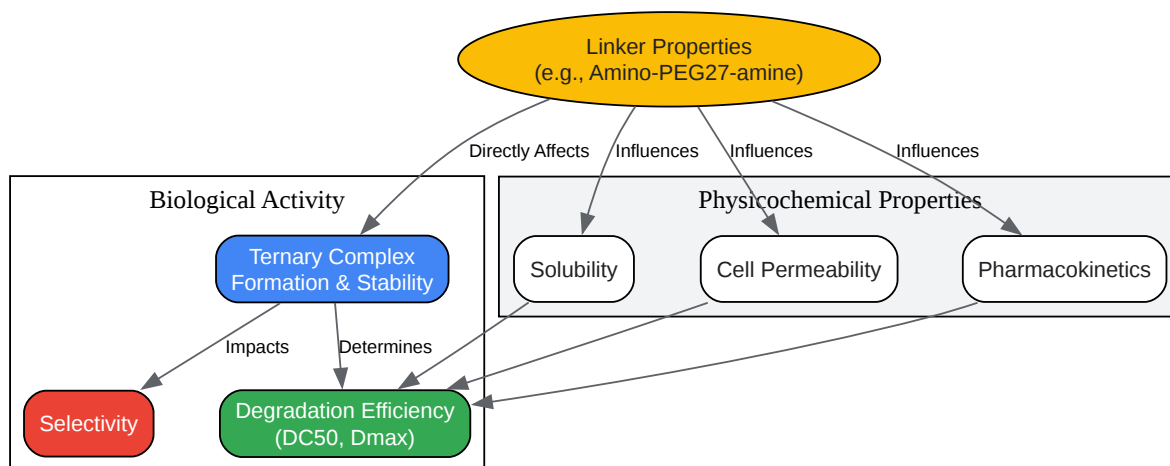 Linker Properties
(e.g., Amino-PEG27-amine)
Directly Affects
Influences
Influences
Influences
Biological Activity
Physicochemical Properties
Ternary Complex
Formation & Stability
Solubility
Cell Permeability
Pharmacokinetics
Impacts
Determines
Selectivity
Degradation Efficiency
(DC50, Dmax)